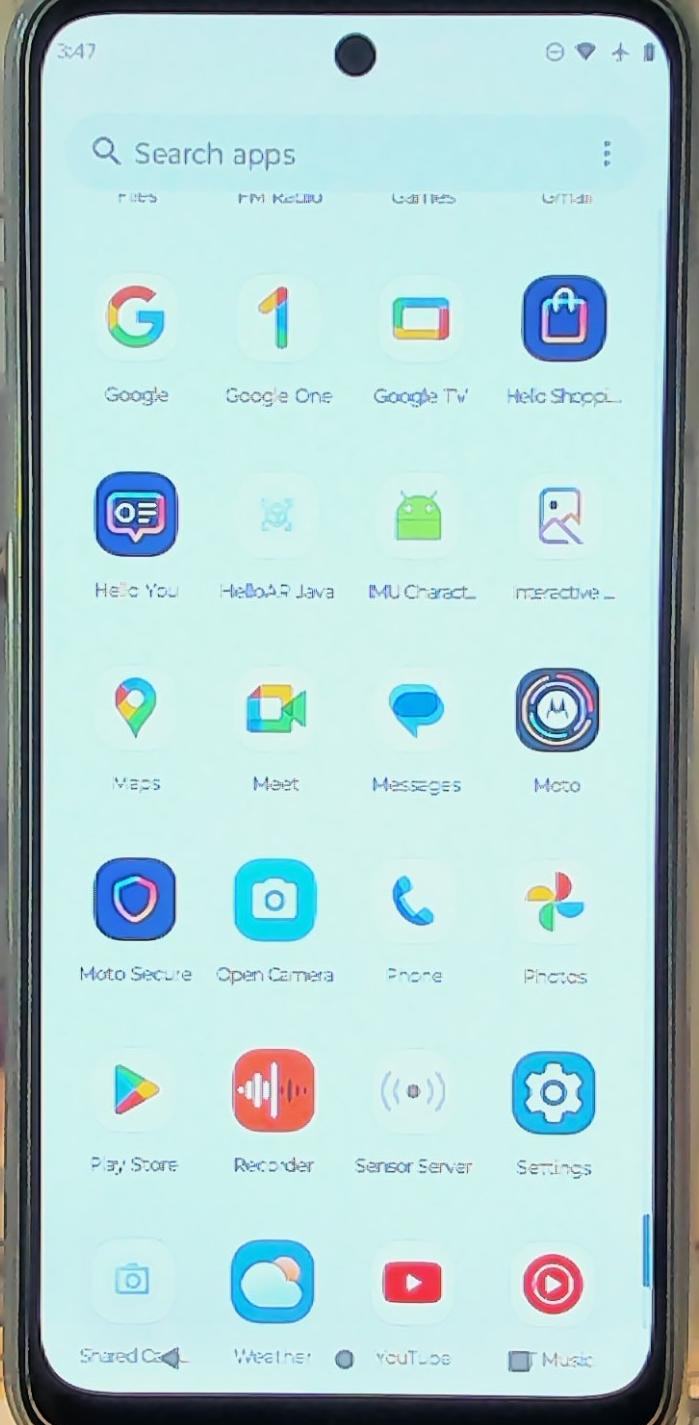 3:47
Search apps
Files FM Radio Games Gmail
Google Google One Google TV Hello Shoppi...
Hello You HelloAR Java IMU Charact... Interactive ...
Maps Meet Messages Moto
Moto Secure Open Camera Phone Photos
Play Store Recorder Sensor Server Settings
Shared Ca... Weather YouTube YT Music